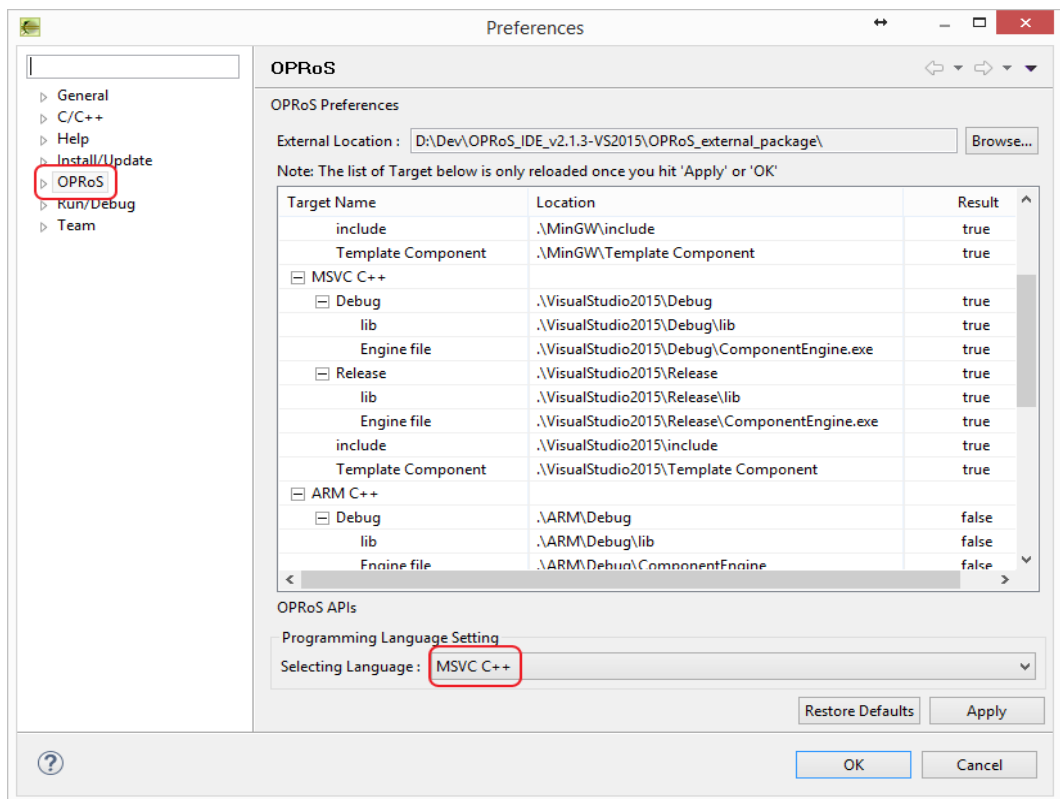 Preferences
OPRoS
General
C/C++
Help
Install/Update
OPRoS
Run/Debug
Team
OPRoS Preferences
External Location : D:\Dev\OPRoS_IDE_v2.1.3-VS2015\OPRoS_external_package\ Browse...
Note: The list of Target below is only reloaded once you hit 'Apply' or 'OK'
Target Name Location Result
include .\MinGW\include true
Template Component .\MinGW\Template Component true
MSVC C++
Debug .\VisualStudio2015\Debug true
lib .\VisualStudio2015\Debug\lib true
Engine file .\VisualStudio2015\Debug\ComponentEngine.exe true
Release .\VisualStudio2015\Release true
lib .\VisualStudio2015\Release\lib true
Engine file .\VisualStudio2015\Release\ComponentEngine.exe true
include .\VisualStudio2015\include true
Template Component .\VisualStudio2015\Template Component true
ARM C++
Debug .\ARM\Debug false
lib .\ARM\Debug\lib false
Engine file .\ARM\Debug\ComponentEngine false
OPRoS APIs
Programming Language Setting
Selecting Language : MSVC C++
Restore Defaults Apply
? OK Cancel